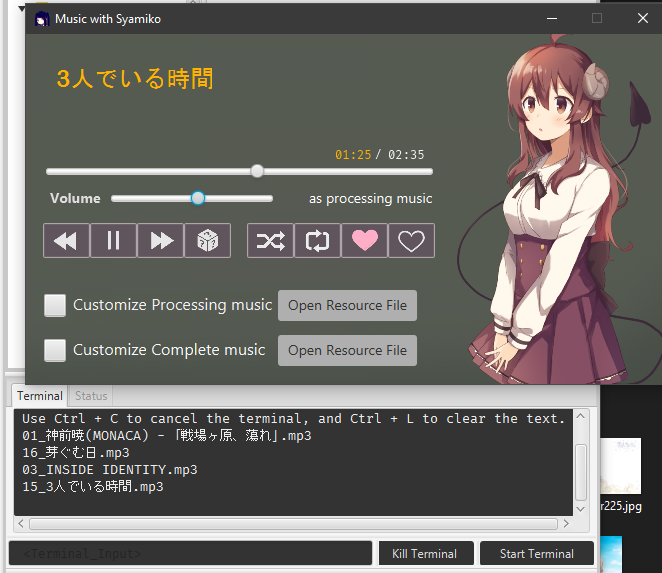 Music with Syamiko
3人でいる時間
01:25 / 02:35
Volume
as processing music
Customize Processing music
Open Resource File
Customize Complete music
Open Resource File
Terminal
Status
Use Ctrl + C to cancel the terminal, and Ctrl + L to clear the text.
01_神前暁(MONACA) - 「戦場ヶ原、蕩れ」.mp3
16_芽ぐむ日.mp3
03_INSIDE IDENTITY.mp3
15_3人でいる時間.mp3
r225.jpg
<Terminal_Input>
Kill Terminal
Start Terminal